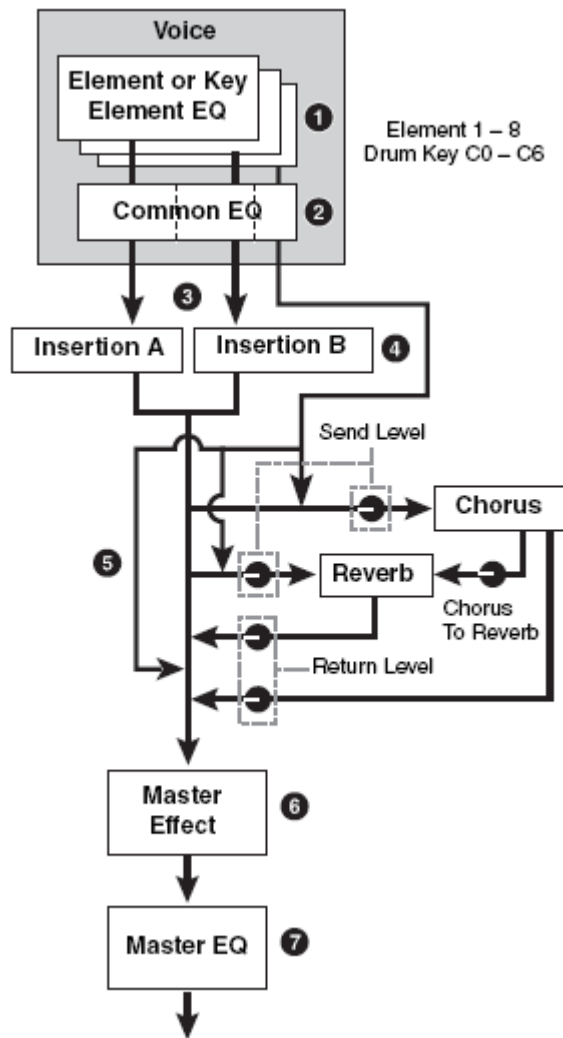 Voice
Element or Key
Element EQ
1
Element 1 – 8
Drum Key C0 – C6
Common EQ
2
3
Insertion A
Insertion B
4
Send Level
Chorus
5
Reverb
Chorus
To Reverb
Return Level
Master
Effect
6
Master EQ
7